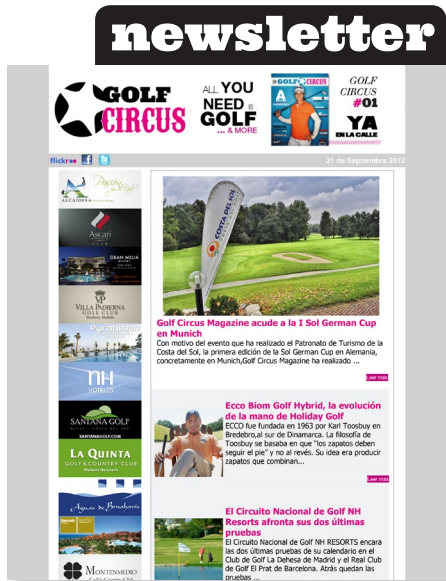 newsletter
GOLF
CIRCUS
ALL YOU
NEED IS
GOLF
... & MORE
GOLF CIRCUS
A
GOLF
CIRCUS
#01
YA
EN LA CALLE
flickr
21 de Septiembre 2012
Pasión
ALCAIDESA
Ascari
GRAN MELIA
VP
VILLA PADIERNA
GOLF CLUB
nh
HOTELES
SANTANA GOLF
SANTANAGOLF.COM
LA QUINTA
GOLF & COUNTRY CLUB
Marbella, Benahavís
Aguas de Benahavís
MONTENMEDIO
COSTA DEL SOL
Golf Circus Magazine acude a la I Sol German Cup
en Munich
Con motivo del evento que ha realizado el Patronato de Turismo de la
Costa del Sol, la primera edición de la Sol German Cup en Alemania,
concretamente en Munich,Golf Circus Magazine ha realizado ...
Leer más
Ecco Biom Golf Hybrid, la evolución
de la mano de Holiday Golf
ECCO fue fundada en 1963 por Karl Toosbuy en
Bredebro,al sur de Dinamarca. La filosofía de
Toosbuy se basaba en que "los zapatos deben
seguir el pie" y no al revés. Su idea era producir
zapatos que combinan...
Leer más
El Circuito Nacional de Golf NH
Resorts afronta sus dos últimas
pruebas
El Circuito Nacional de Golf NH RESORTS encara
las dos últimas pruebas de su calendario en el
Club de Golf La Dehesa de Madrid y el Real Club
de Golf El Prat de Barcelona. Atrás quedan las
pruebas ...